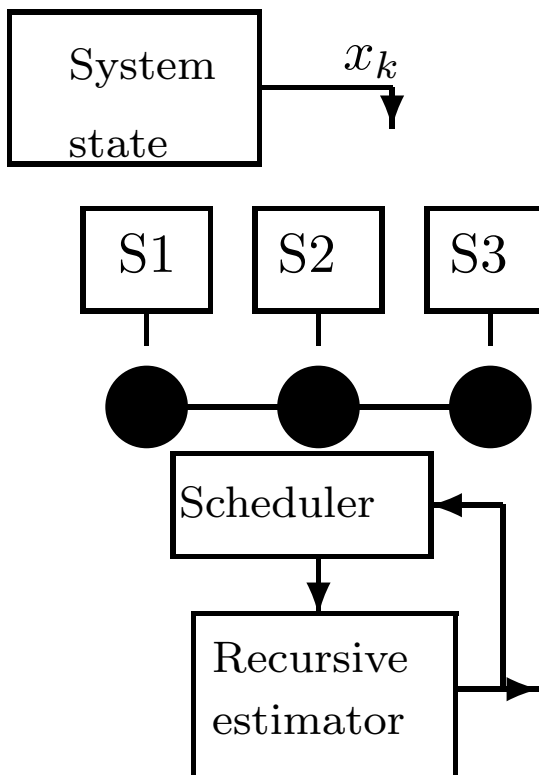 System
state
x_k
S1 S2 S3
Scheduler
Recursive
estimator